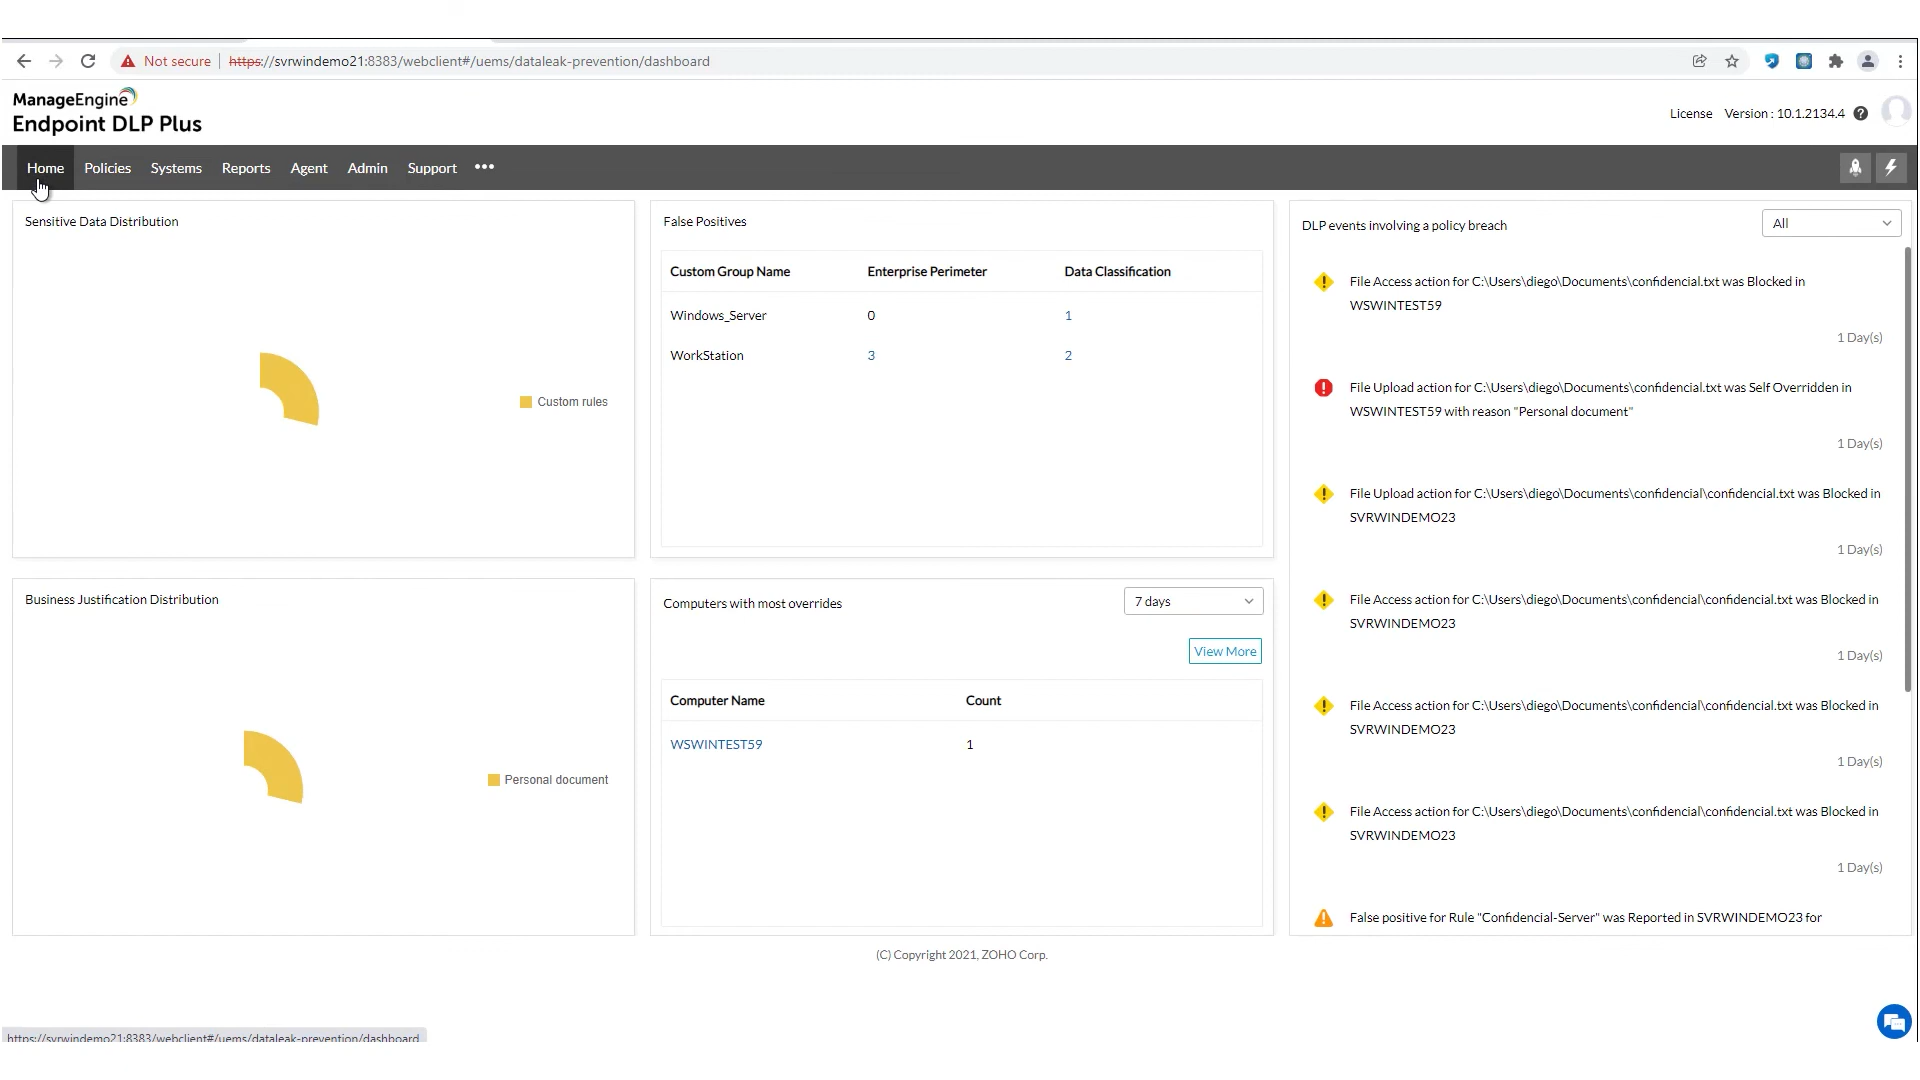 Not secure https://svrwindemo21:8383/webclient#/uems/dataleak-prevention/dashboard
ManageEngine
Endpoint DLP Plus
License Version : 10.1.2134.4
Home Policies Systems Reports Agent Admin Support
Sensitive Data Distribution
Custom rules
False Positives
Custom Group Name Enterprise Perimeter Data Classification
Windows_Server 0 1
WorkStation 3 2
Business Justification Distribution
Personal document
Computers with most overrides 7 days
View More
Computer Name Count
WSWINTEST59 1
DLP events involving a policy breach All
File Access action for C:\Users\diego\Documents\confidencial.txt was Blocked in
WSWINTEST59
1 Day(s)
File Upload action for C:\Users\diego\Documents\confidencial.txt was Self Overridden in
WSWINTEST59 with reason "Personal document"
1 Day(s)
File Upload action for C:\Users\diego\Documents\confidencial\confidencial.txt was Blocked in
SVRWINDEMO23
1 Day(s)
File Access action for C:\Users\diego\Documents\confidencial\confidencial.txt was Blocked in
SVRWINDEMO23
1 Day(s)
File Access action for C:\Users\diego\Documents\confidencial\confidencial.txt was Blocked in
SVRWINDEMO23
1 Day(s)
File Access action for C:\Users\diego\Documents\confidencial\confidencial.txt was Blocked in
SVRWINDEMO23
1 Day(s)
False positive for Rule "Confidencial-Server" was Reported in SVRWINDEMO23 for
(C) Copyright 2021, ZOHO Corp.
https://svrwindemo21:8383/webclient#/uems/dataleak-prevention/dashboard